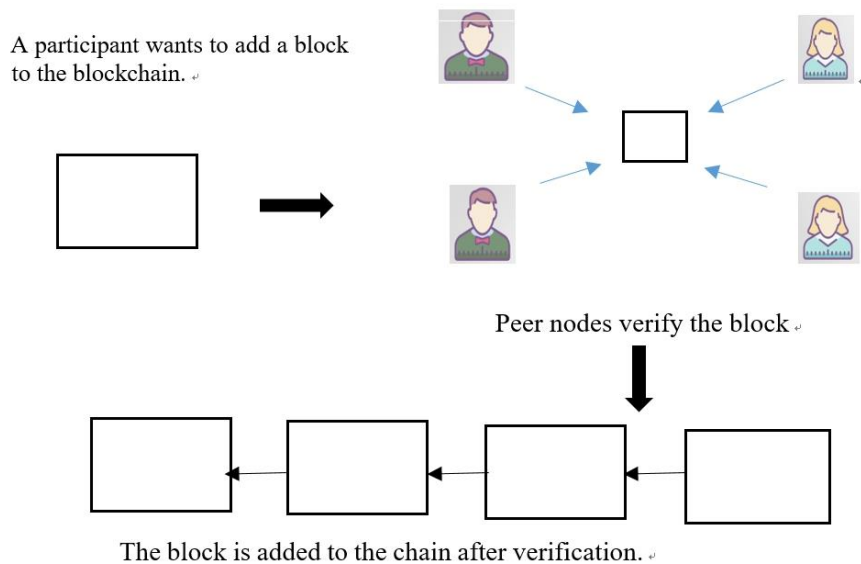 A participant wants to add a block
to the blockchain.
Peer nodes verify the block
The block is added to the chain after verification.